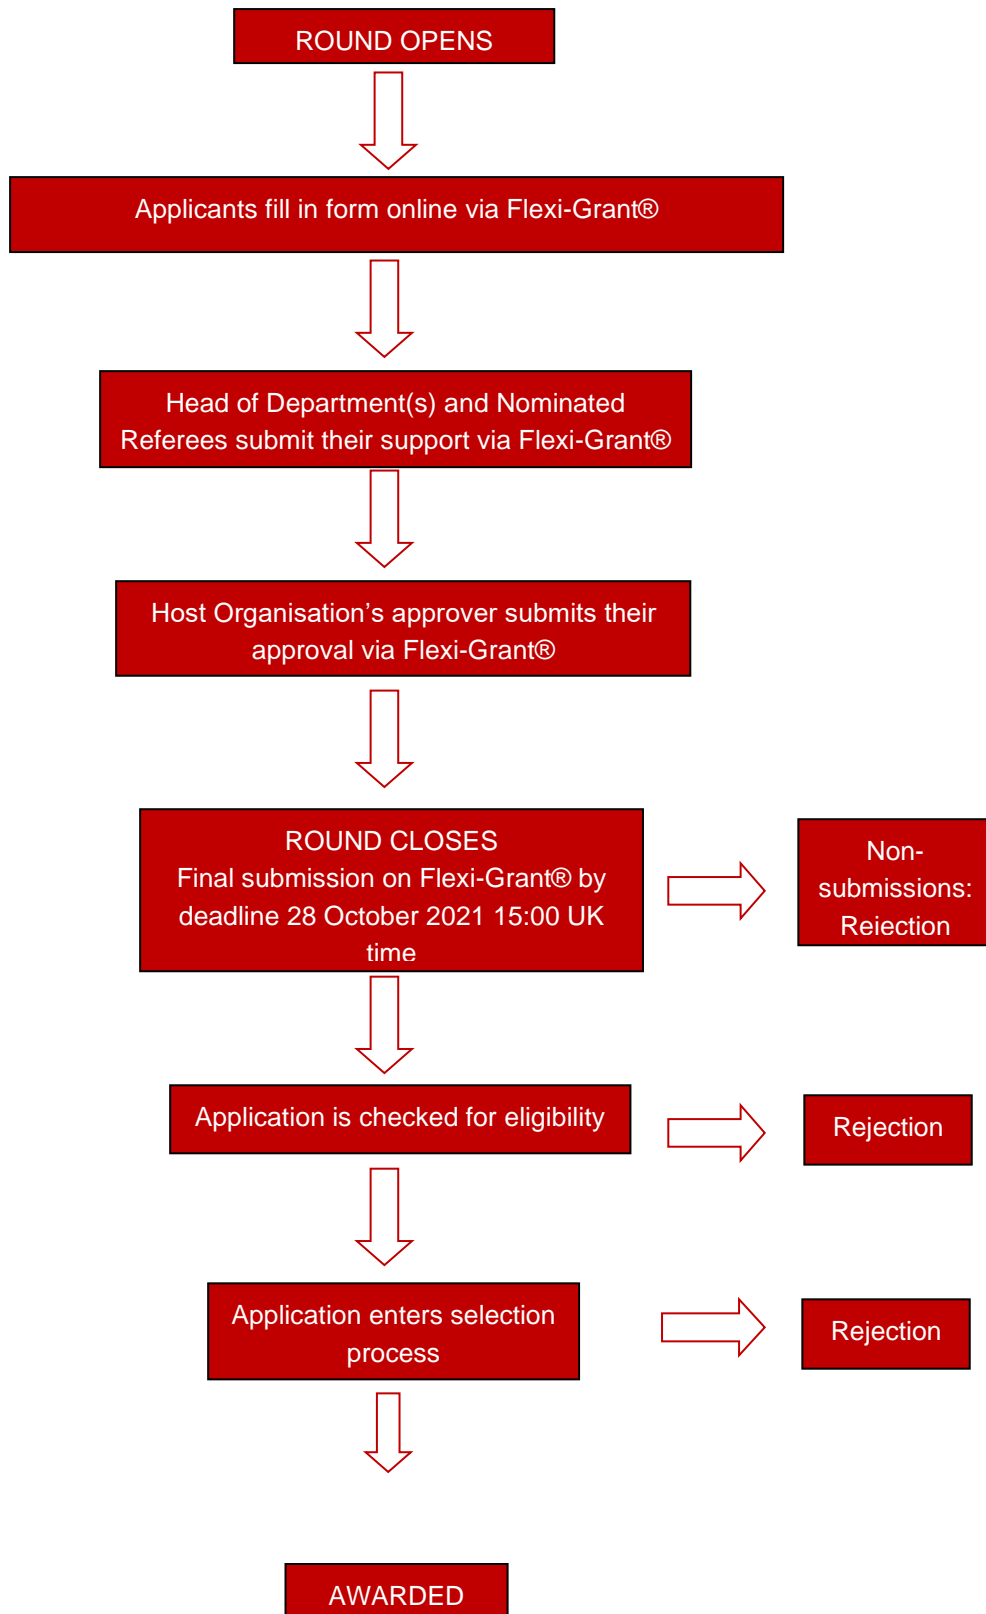 ROUND OPENS
Applicants fill in form online via Flexi-Grant®
Head of Department(s) and Nominated
Referees submit their support via Flexi-Grant®
Host Organisation’s approver submits their
approval via Flexi-Grant®
ROUND CLOSES
Final submission on Flexi-Grant® by
deadline 28 October 2021 15:00 UK
time
Non-
submissions:
Rejection
Application is checked for eligibility
Rejection
Application enters selection
process
Rejection
AWARDED